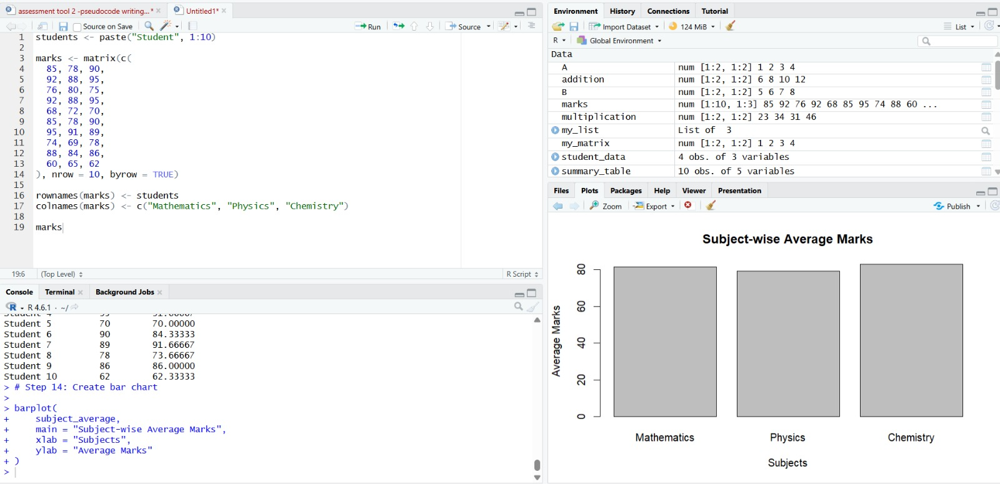 assessment tool 2 -pseudocode writing...* Untitled1*
Source on Save Run Source
1 students <- paste("Student", 1:10)
2
3 marks <- matrix(c(
4 85, 78, 90,
5 92, 88, 95,
6 76, 80, 75,
7 92, 88, 95,
8 68, 72, 70,
9 85, 78, 90,
10 95, 91, 89,
11 74, 69, 78,
12 88, 84, 86,
13 60, 65, 62
14 ), nrow = 10, byrow = TRUE)
15
16 rownames(marks) <- students
17 colnames(marks) <- c("Mathematics", "Physics", "Chemistry")
18
19 marks
19:6 (Top Level) R Script
Console Terminal Background Jobs
R 4.6.1 · ~/
Student 5 70 70.00000
Student 6 90 84.33333
Student 7 89 91.66667
Student 8 78 73.66667
Student 9 86 86.00000
Student 10 62 62.33333
> # Step 14: Create bar chart
>
> barplot(
+ subject_average,
+ main = "Subject-wise Average Marks",
+ xlab = "Subjects",
+ ylab = "Average Marks"
+ )
>
Environment History Connections Tutorial
Import Dataset 124 MiB List
R Global Environment
Data
A num [1:2, 1:2] 1 2 3 4
addition num [1:2, 1:2] 6 8 10 12
B num [1:2, 1:2] 5 6 7 8
marks num [1:10, 1:3] 85 92 76 92 68 85 95 74 88 60 ...
multiplication num [1:2, 1:2] 23 34 31 46
my_list List of 3
my_matrix num [1:2, 1:2] 1 2 3 4
student_data 4 obs. of 3 variables
summary_table 10 obs. of 5 variables
Files Plots Packages Help Viewer Presentation
Zoom Export Publish
Subject-wise Average Marks
Average Marks
80
60
40
20
0
Mathematics Physics Chemistry
Subjects